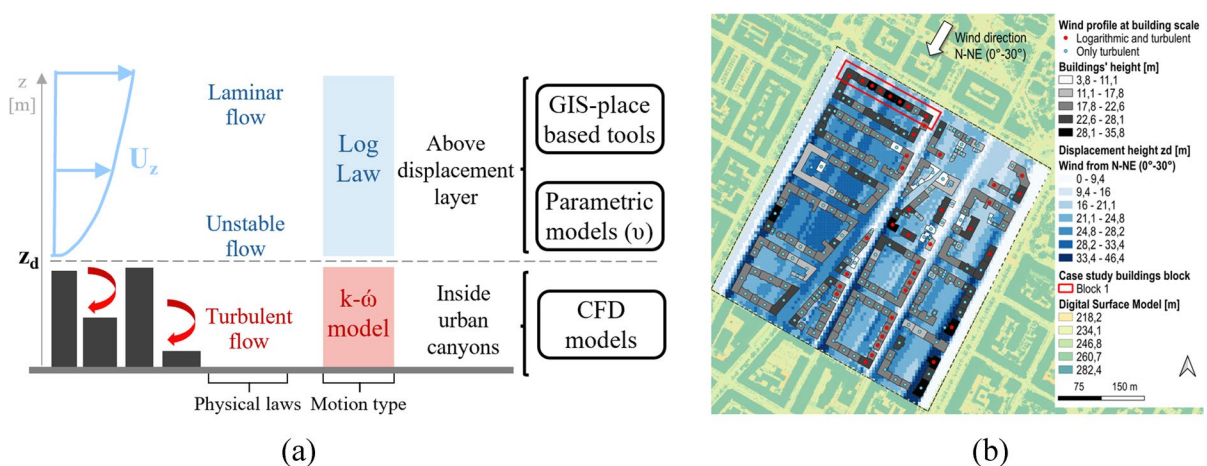 z
[m]
U_z
z_d
Laminar
flow
Unstable
flow
Turbulent
flow
Log
Law
k-ώ
model
Above
displacement
layer
Inside
urban
canyons
GIS-place
based tools
Parametric
models (υ)
CFD
models
Physical laws
Motion type
(a)
Wind direction
N-NE (0°-30°)
Wind profile at building scale
Logarithmic and turbulent
Only turbulent
Buildings' height [m]
3,8 - 11,1
11,1 - 17,8
17,8 - 22,6
22,6 - 28,1
28,1 - 35,8
Displacement height zd [m]
Wind from N-NE (0°-30°)
0 - 9,4
9,4 - 16
16 - 21,1
21,1 - 24,8
24,8 - 28,2
28,2 - 33,4
33,4 - 46,4
Case study buildings block
Block 1
Digital Surface Model [m]
218,2
234,1
246,8
260,7
282,4
75 150 m
(b)